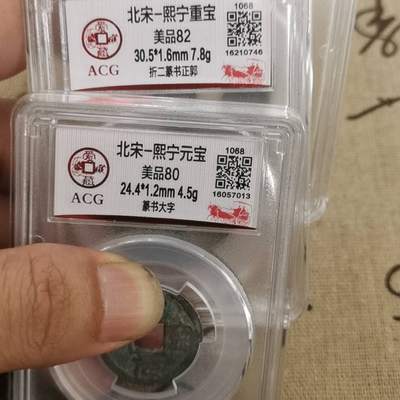 北宋-熙宁重宝
1068
美品82
30.5*1.6mm 7.8g
16210746
折二篆书正郭
ACG
北宋-熙宁元宝
1068
美品80
24.4*1.2mm 4.5g
16057013
篆书大字
ACG